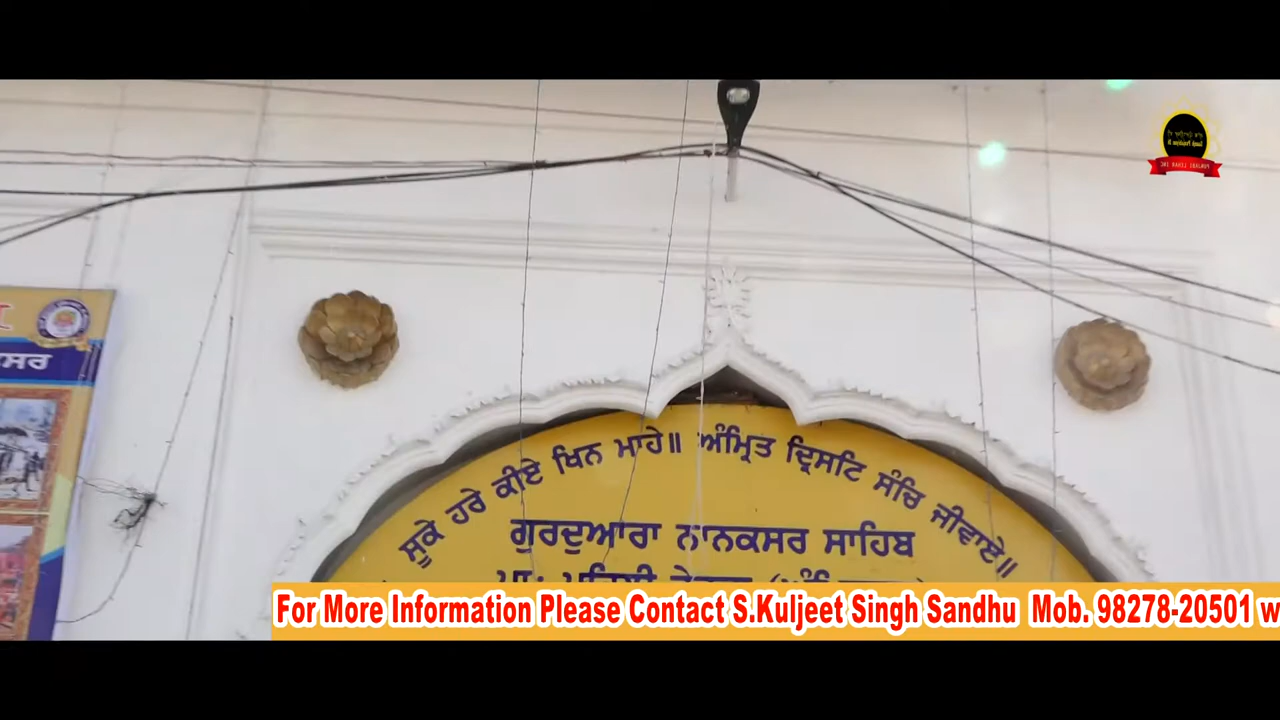 ਸੂਕੇ ਹਰੇ ਕੀਏ ਖਿਨ ਮਾਹੇ॥ ਅੰਮ੍ਰਿਤ ਦ੍ਰਿਸਟਿ ਸੰਚਿ ਜੀਵਾਏ॥
ਗੁਰਦੁਆਰਾ ਨਾਨਕਸਰ ਸਾਹਿਬ
For More Information Please Contact S.Kuljeet Singh Sandhu Mob. 98278-20501 w